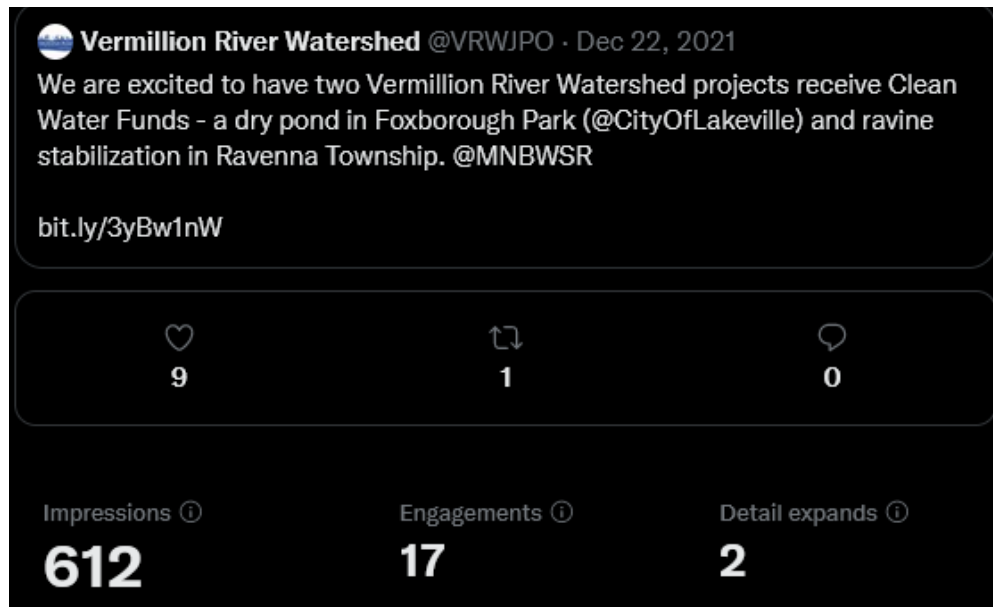 Vermillion River Watershed @VRWJPO · Dec 22, 2021
We are excited to have two Vermillion River Watershed projects receive Clean
Water Funds - a dry pond in Foxborough Park (@CityOfLakeville) and ravine
stabilization in Ravenna Township. @MNBWSR
bit.ly/3yBw1nW
9 1 0
Impressions Engagements Detail expands
612 17 2